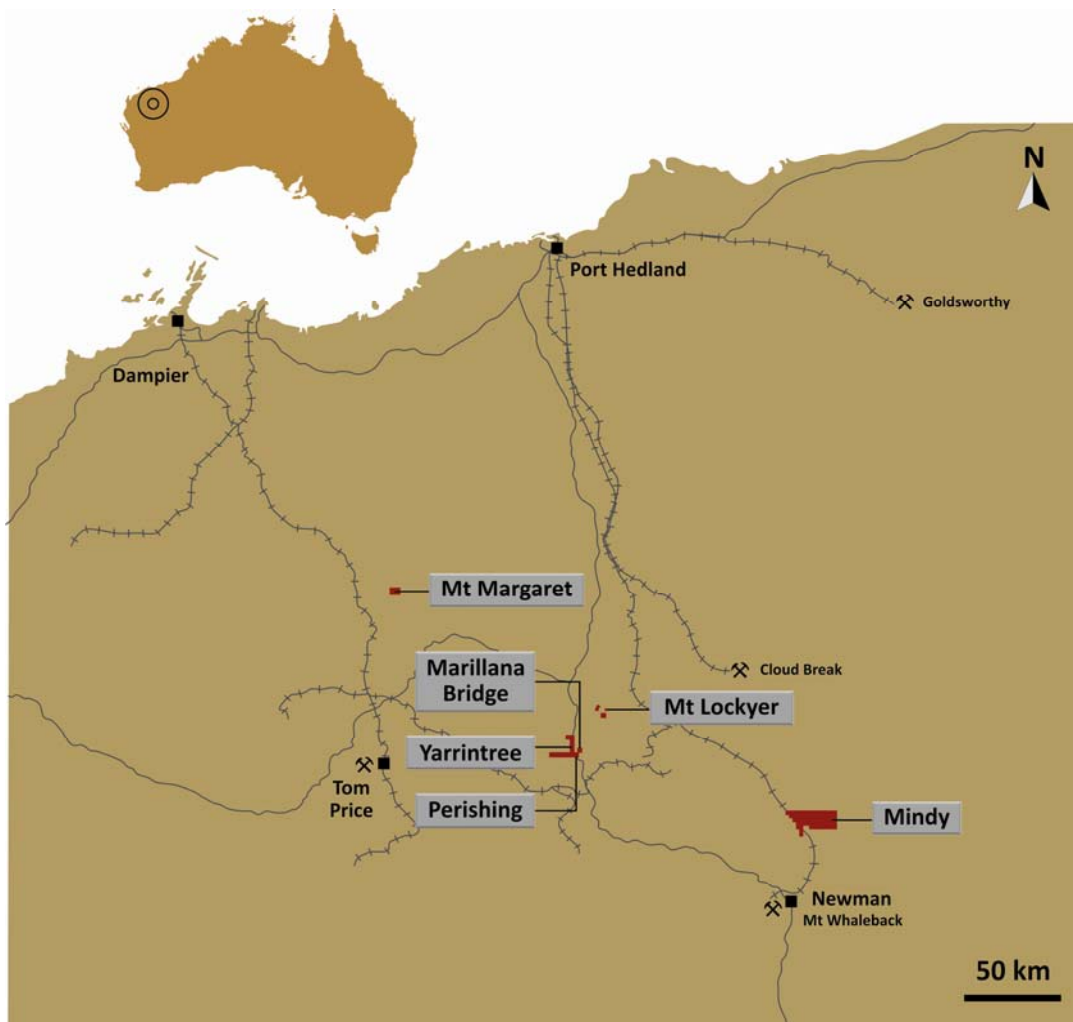 N
Port Hedland
Goldsworthy
Dampier
Mt Margaret
Marillana
Bridge
Cloud Break
Mt Lockyer
Yarrintree
Tom
Price
Perishing
Mindy
Newman
Mt Whaleback
50 km